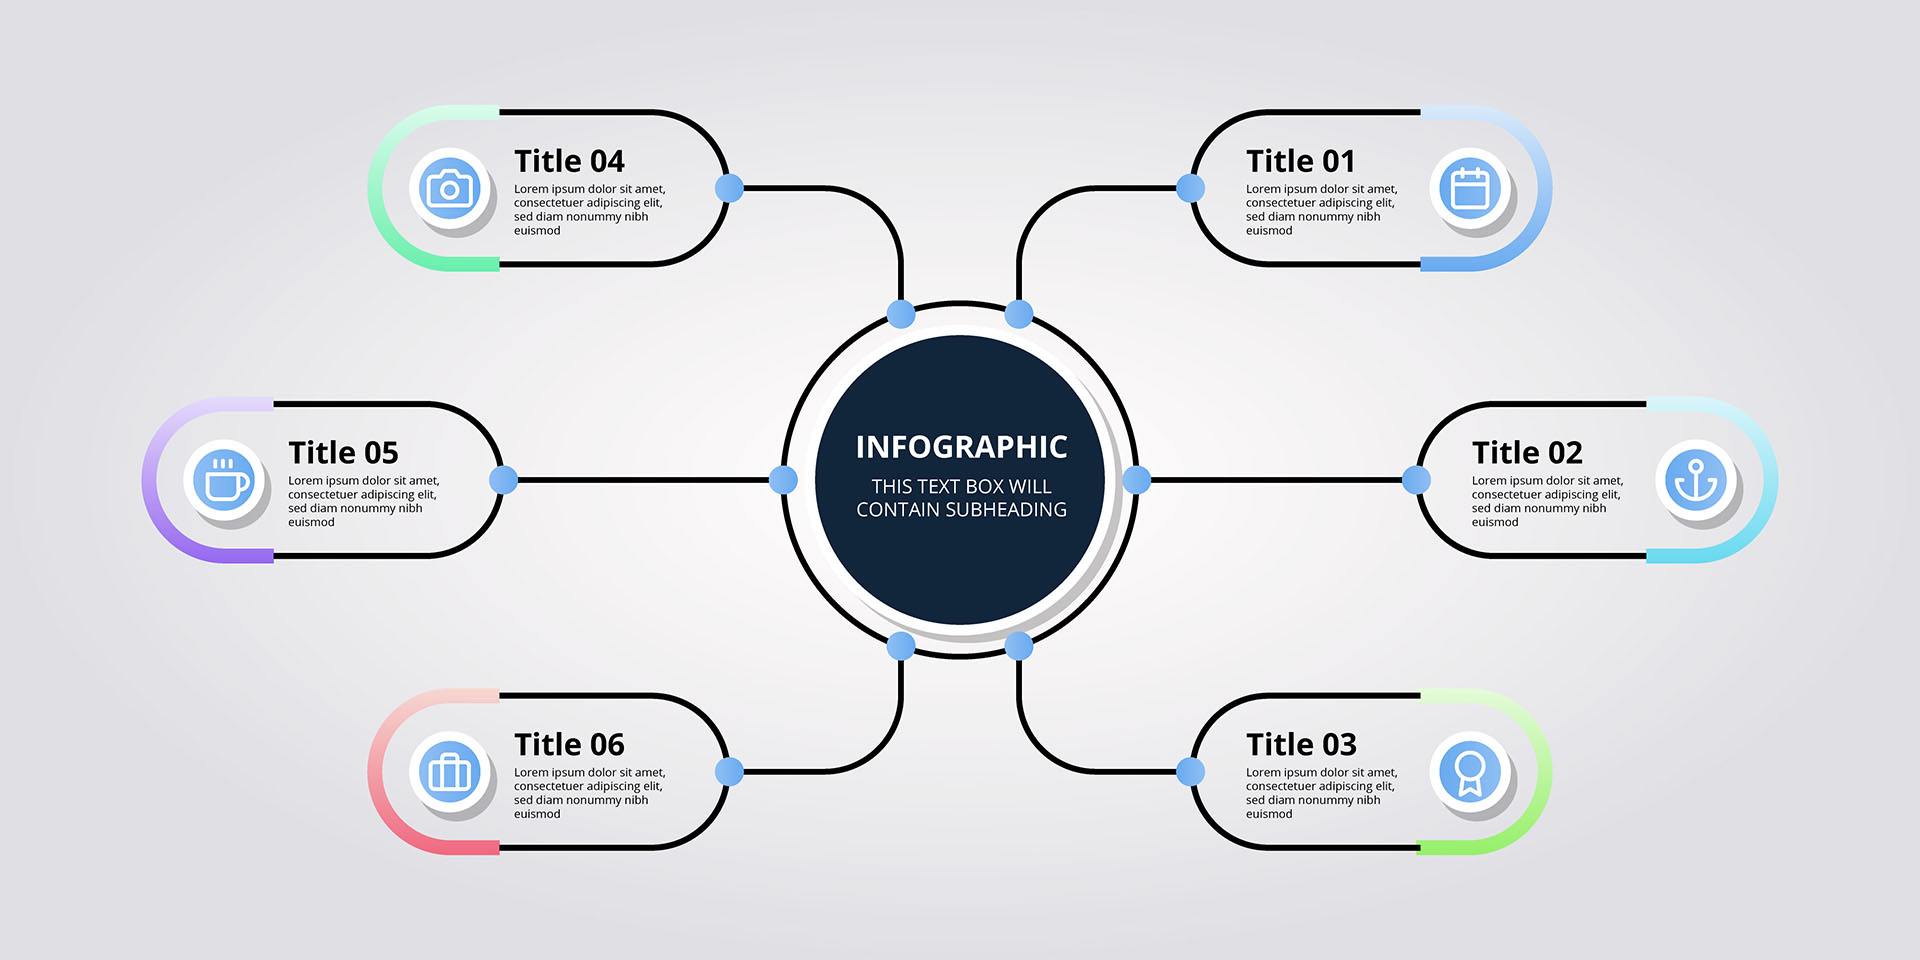 Title 04
Lorem ipsum dolor sit amet,
consectetuer adipiscing elit,
sed diam nonummy nibh
euismod
Title 01
Lorem ipsum dolor sit amet,
consectetuer adipiscing elit,
sed diam nonummy nibh
euismod
Title 05
Lorem ipsum dolor sit amet,
consectetuer adipiscing elit,
sed diam nonummy nibh
euismod
INFOGRAPHIC
THIS TEXT BOX WILL
CONTAIN SUBHEADING
Title 02
Lorem ipsum dolor sit amet,
consectetuer adipiscing elit,
sed diam nonummy nibh
euismod
Title 06
Lorem ipsum dolor sit amet,
consectetuer adipiscing elit,
sed diam nonummy nibh
euismod
Title 03
Lorem ipsum dolor sit amet,
consectetuer adipiscing elit,
sed diam nonummy nibh
euismod